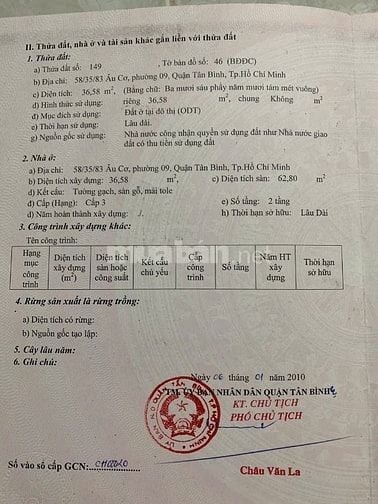 II. Thửa đất, nhà ở và tài sản khác gắn liền với thửa đất
1. Thửa đất:
a) Thửa đất số: 149 , Tờ bản đồ số: 46 (BĐĐC)
b) Địa chỉ: 58/35/83 Âu Cơ, phường 09, Quận Tân Bình, Tp.Hồ Chí Minh
c) Diện tích: 36,58 m², (Bằng chữ: Ba mươi sáu phẩy năm mươi tám mét vuông)
d) Hình thức sử dụng: riêng 36,58 m², chung Không m²
đ) Mục đích sử dụng: Đất ở tại đô thị (ODT)
e) Thời hạn sử dụng: Lâu dài.
g) Nguồn gốc sử dụng: Nhà nước công nhận quyền sử dụng đất như Nhà nước giao
đất có thu tiền sử dụng đất
2. Nhà ở:
a) Địa chỉ: 58/35/83 Âu Cơ, phường 09, Quận Tân Bình, Tp.Hồ Chí Minh
b) Diện tích xây dựng: 36,58 m², c) Diện tích sàn: 62,80 m²,
d) Kết cấu: Tường gạch, sàn gỗ, mái tole
đ) Cấp (Hạng): Cấp 3 e) Số tầng: 2 tầng
đ) Năm hoàn thành xây dựng: ./. h) Thời hạn sở hữu: Lâu Dài
3. Công trình xây dựng khác:
Tên công trình:
Hạng mục công trình
Diện tích xây dựng (m²)
Diện tích sàn hoặc công suất
Kết cấu chủ yếu
Cấp công trình
Số tầng
Năm HT xây dựng
Thời hạn sở hữu
4. Rừng sản xuất là rừng trồng:
a) Diện tích có rừng:
b) Nguồn gốc tạo lập:
5. Cây lâu năm:
6. Ghi chú:
Ngày 06 tháng 01 năm 2010
TM. ỦY BAN NHÂN DÂN QUẬN TÂN BÌNH
KT. CHỦ TỊCH
PHÓ CHỦ TỊCH
Số vào sổ cấp GCN:
Châu Văn La